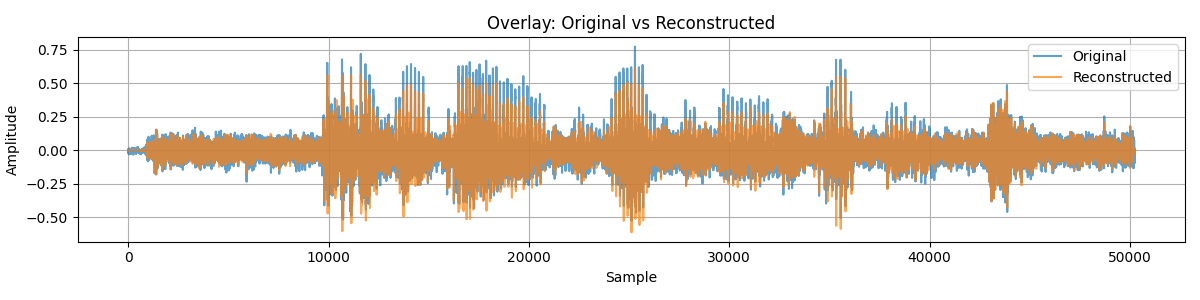 Overlay: Original vs Reconstructed
Original
Reconstructed
Amplitude
0.75
0.50
0.25
0.00
−0.25
−0.50
0 10000 20000 30000 40000 50000
Sample